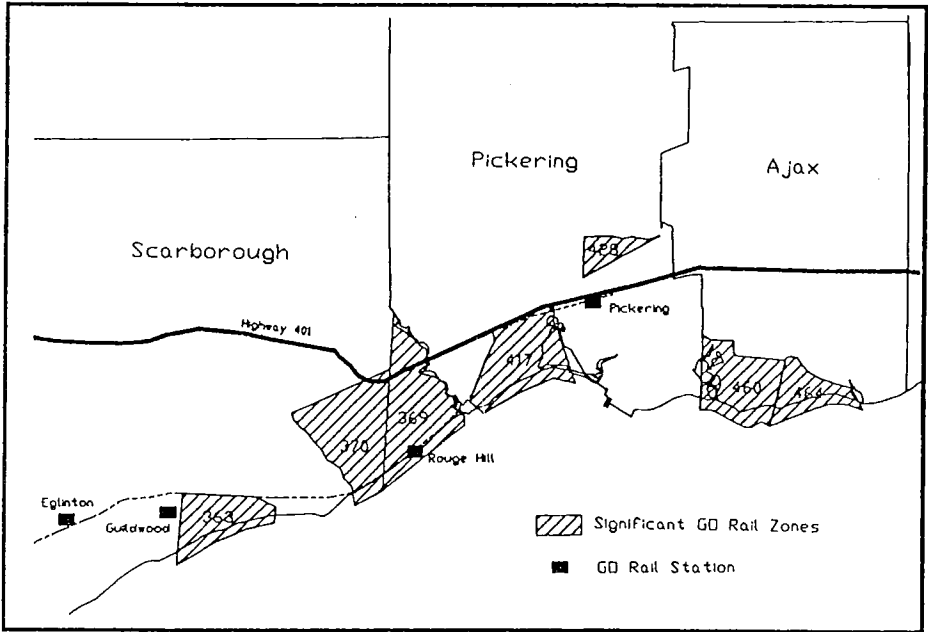 Pickering
Ajax
Scarborough
428
Highway 401
Pickering
417
460
464
369
370
Rouge Hill
Eglinton
Guildwood
363
Significant GO Rail Zones
GO Rail Station